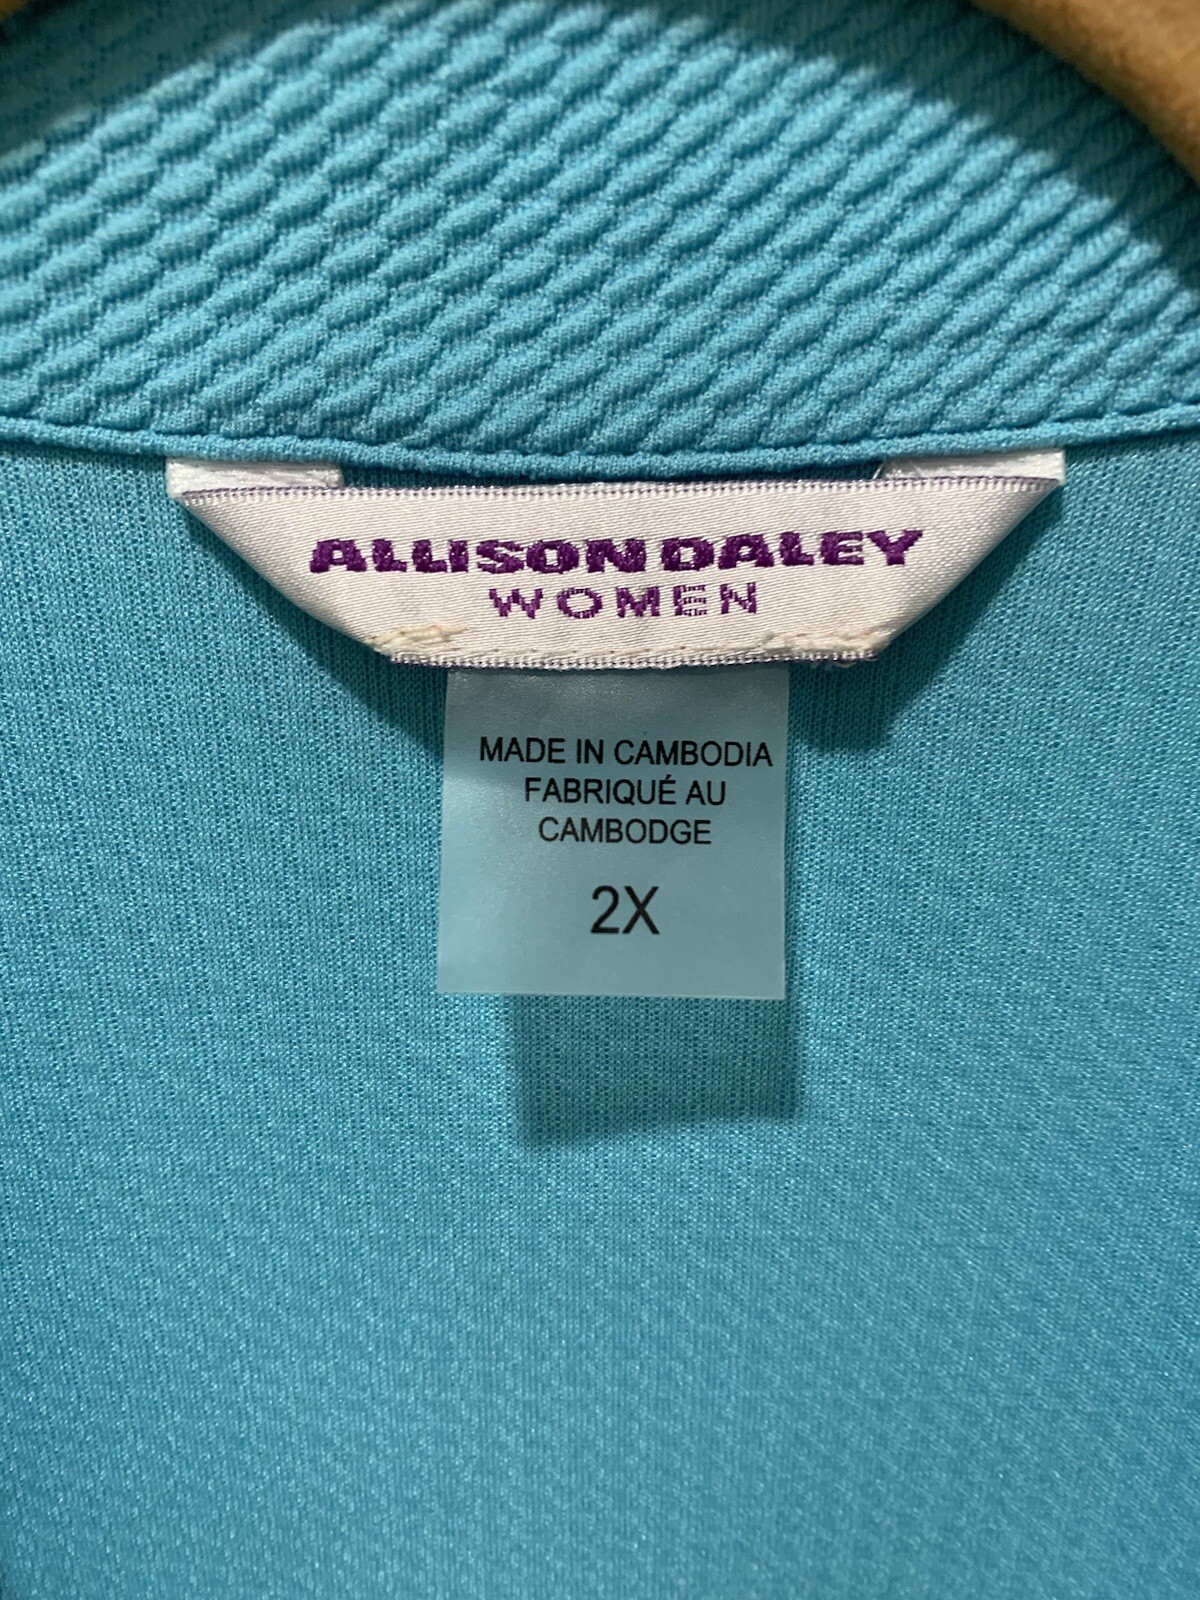 ALLISON DALEY
WOMEN
MADE IN CAMBODIA
FABRIQUÉ AU
CAMBODGE
2X